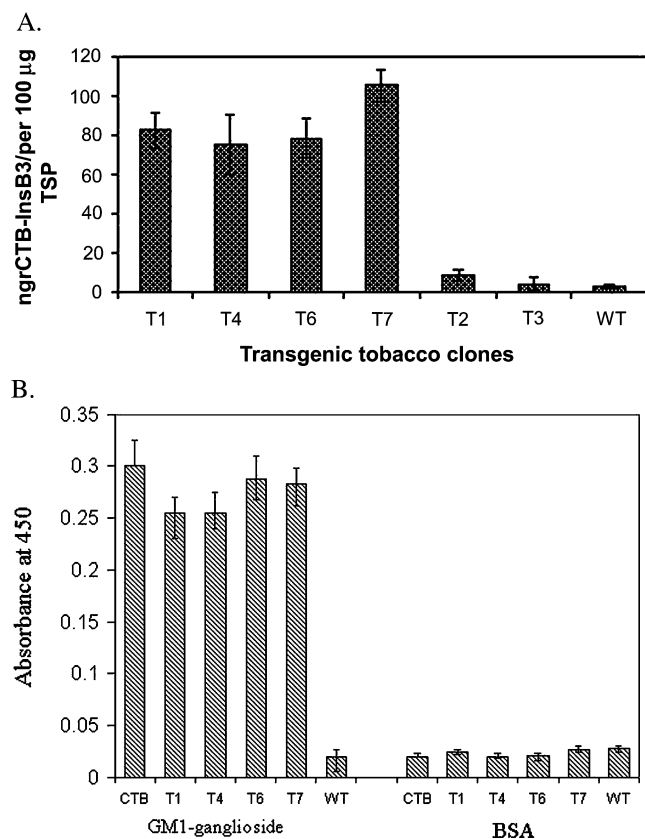 A.
ngrCTB-InsB3/per 100 μg
TSP
120
100
80
60
40
20
0
T1 T4 T6 T7 T2 T3 WT
Transgenic tobacco clones
B.
Absorbance at 450
0.35
0.3
0.25
0.2
0.15
0.1
0.05
0
CTB T1 T4 T6 T7 WT CTB T1 T4 T6 T7 WT
GM1-ganglioside BSA